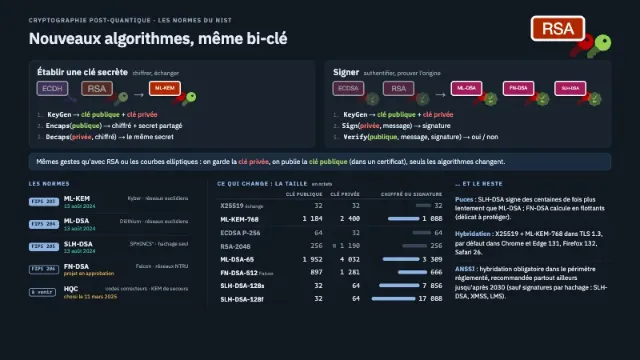 CRYPTOGRAPHIE POST-QUANTIQUE · LES NORMES DU NIST
Nouveaux algorithmes, même bi-clé
RSA
Établir une clé secrète chiffrer, échanger
ECDH
RSA
→
ML-KEM
1. KeyGen → clé publique + clé privée
2. Encaps(publique) → chiffré + secret partagé
3. Decaps(privée, chiffré) → le même secret
Signer authentifier, prouver l'origine
ECDSA
RSA
→
ML-DSA
FN-DSA
SLH-DSA
1. KeyGen → clé publique + clé privée
2. Sign(privée, message) → signature
3. Verify(publique, message, signature) → oui / non
Mêmes gestes qu'avec RSA ou les courbes elliptiques : on garde la clé privée, on publie la clé publique (dans un certificat), seuls les algorithmes changent.
LES NORMES
FIPS 203 ML-KEM Kyber · réseaux euclidiens
13 août 2024
FIPS 204 ML-DSA Dilithium · réseaux euclidiens
13 août 2024
FIPS 205 SLH-DSA SPHINCS+ · hachage seul
13 août 2024
FIPS 206 FN-DSA Falcon · réseaux NTRU
projet en approbation
à venir HQC codes correcteurs · KEM de secours
choisi le 11 mars 2025
CE QUI CHANGE : LA TAILLE en octets
CLÉ PUBLIQUE CLÉ PRIVÉE CHIFFRÉ OU SIGNATURE
X25519 échange 32 32 32
ML-KEM-768 1 184 2 400 1 088
ECDSA P-256 64 32 64
RSA-2048 256 ≈ 1 190 256
ML-DSA-65 1 952 4 032 3 309
FN-DSA-512 Falcon 897 1 281 666
SLH-DSA-128s 32 64 7 856
SLH-DSA-128f 32 64 17 088
… ET LE RESTE
Puces : SLH-DSA signe des centaines de fois plus
lentement que ML-DSA ; FN-DSA calcule en flottants
(délicat à protéger).
Hybridation : X25519 + ML-KEM-768 dans TLS 1.3,
par défaut dans Chrome et Edge 131, Firefox 132,
Safari 26.
ANSSI : hybridation obligatoire dans le périmètre
réglementé, recommandée partout ailleurs
jusqu'après 2030 (sauf signatures par hachage : SLH-
DSA, XMSS, LMS).